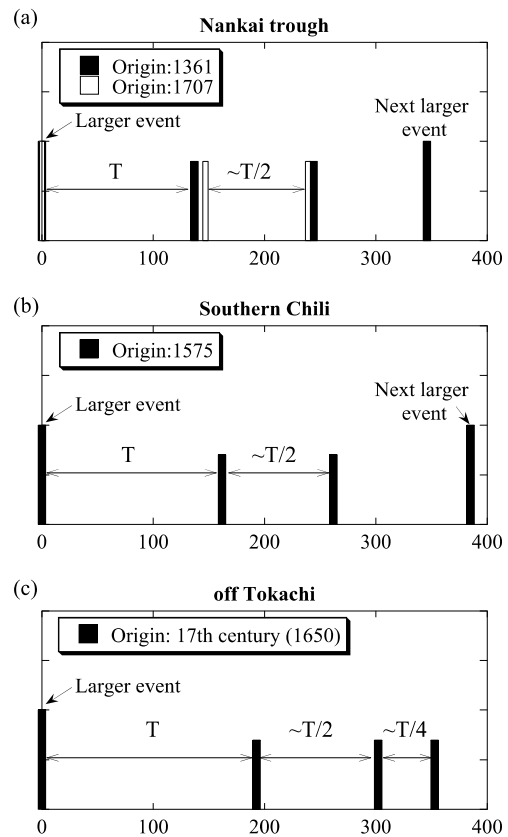 (a)
Nankai trough
Origin:1361
Origin:1707
Larger event
Next larger
event
T
~T/2
0 100 200 300 400
(b)
Southern Chili
Origin:1575
Larger event
Next larger
event
T
~T/2
0 100 200 300 400
(c)
off Tokachi
Origin: 17th century (1650)
Larger event
T
~T/2
~T/4
0 100 200 300 400